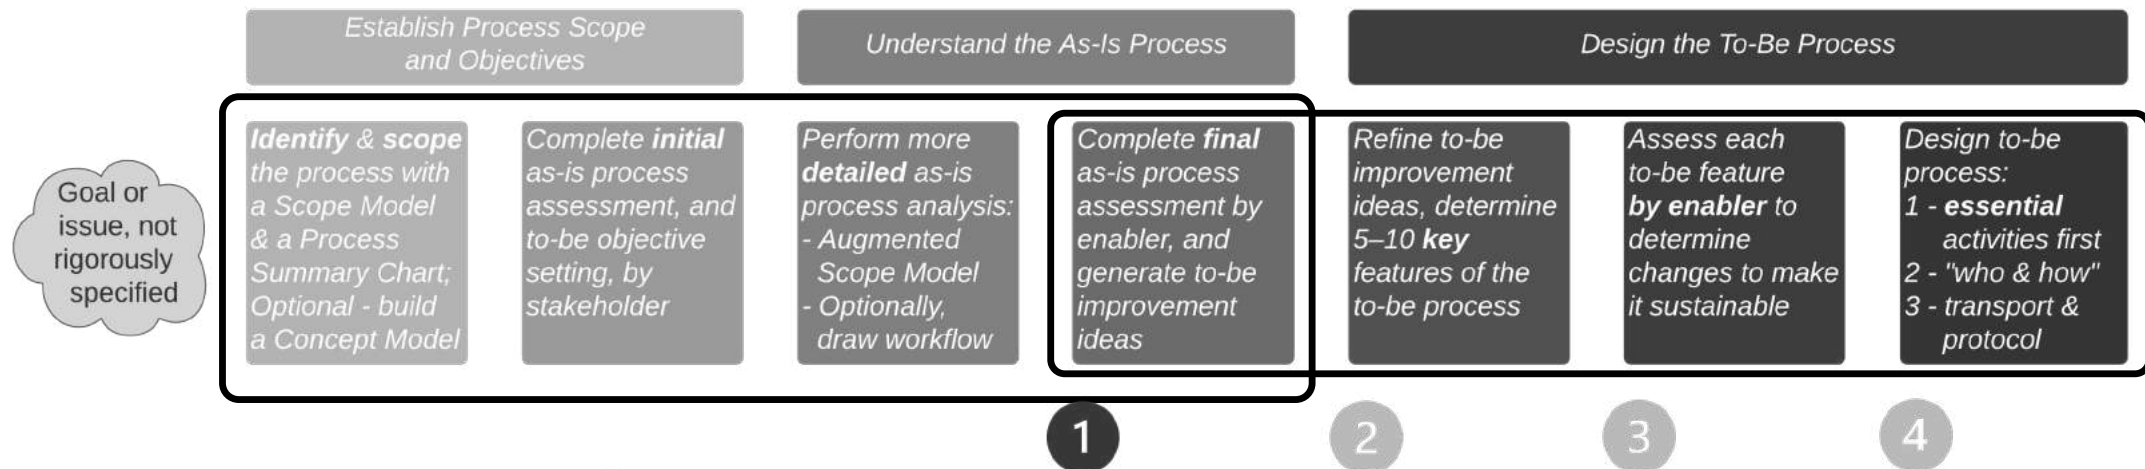 Establish Process Scope
and Objectives
Understand the As-Is Process
Design the To-Be Process
Goal or
issue, not
rigorously
specified
Identify & scope
the process with
a Scope Model
& a Process
Summary Chart;
Optional - build
a Concept Model
Complete initial
as-is process
assessment, and
to-be objective
setting, by
stakeholder
Perform more
detailed as-is
process analysis:
- Augmented
Scope Model
- Optionally,
draw workflow
Complete final
as-is process
assessment by
enabler, and
generate to-be
improvement
ideas
Refine to-be
improvement
ideas, determine
5–10 key
features of the
to-be process
Assess each
to-be feature
by enabler to
determine
changes to make
it sustainable
Design to-be
process:
1 - essential
activities first
2 - "who & how"
3 - transport &
protocol
1
2
3
4